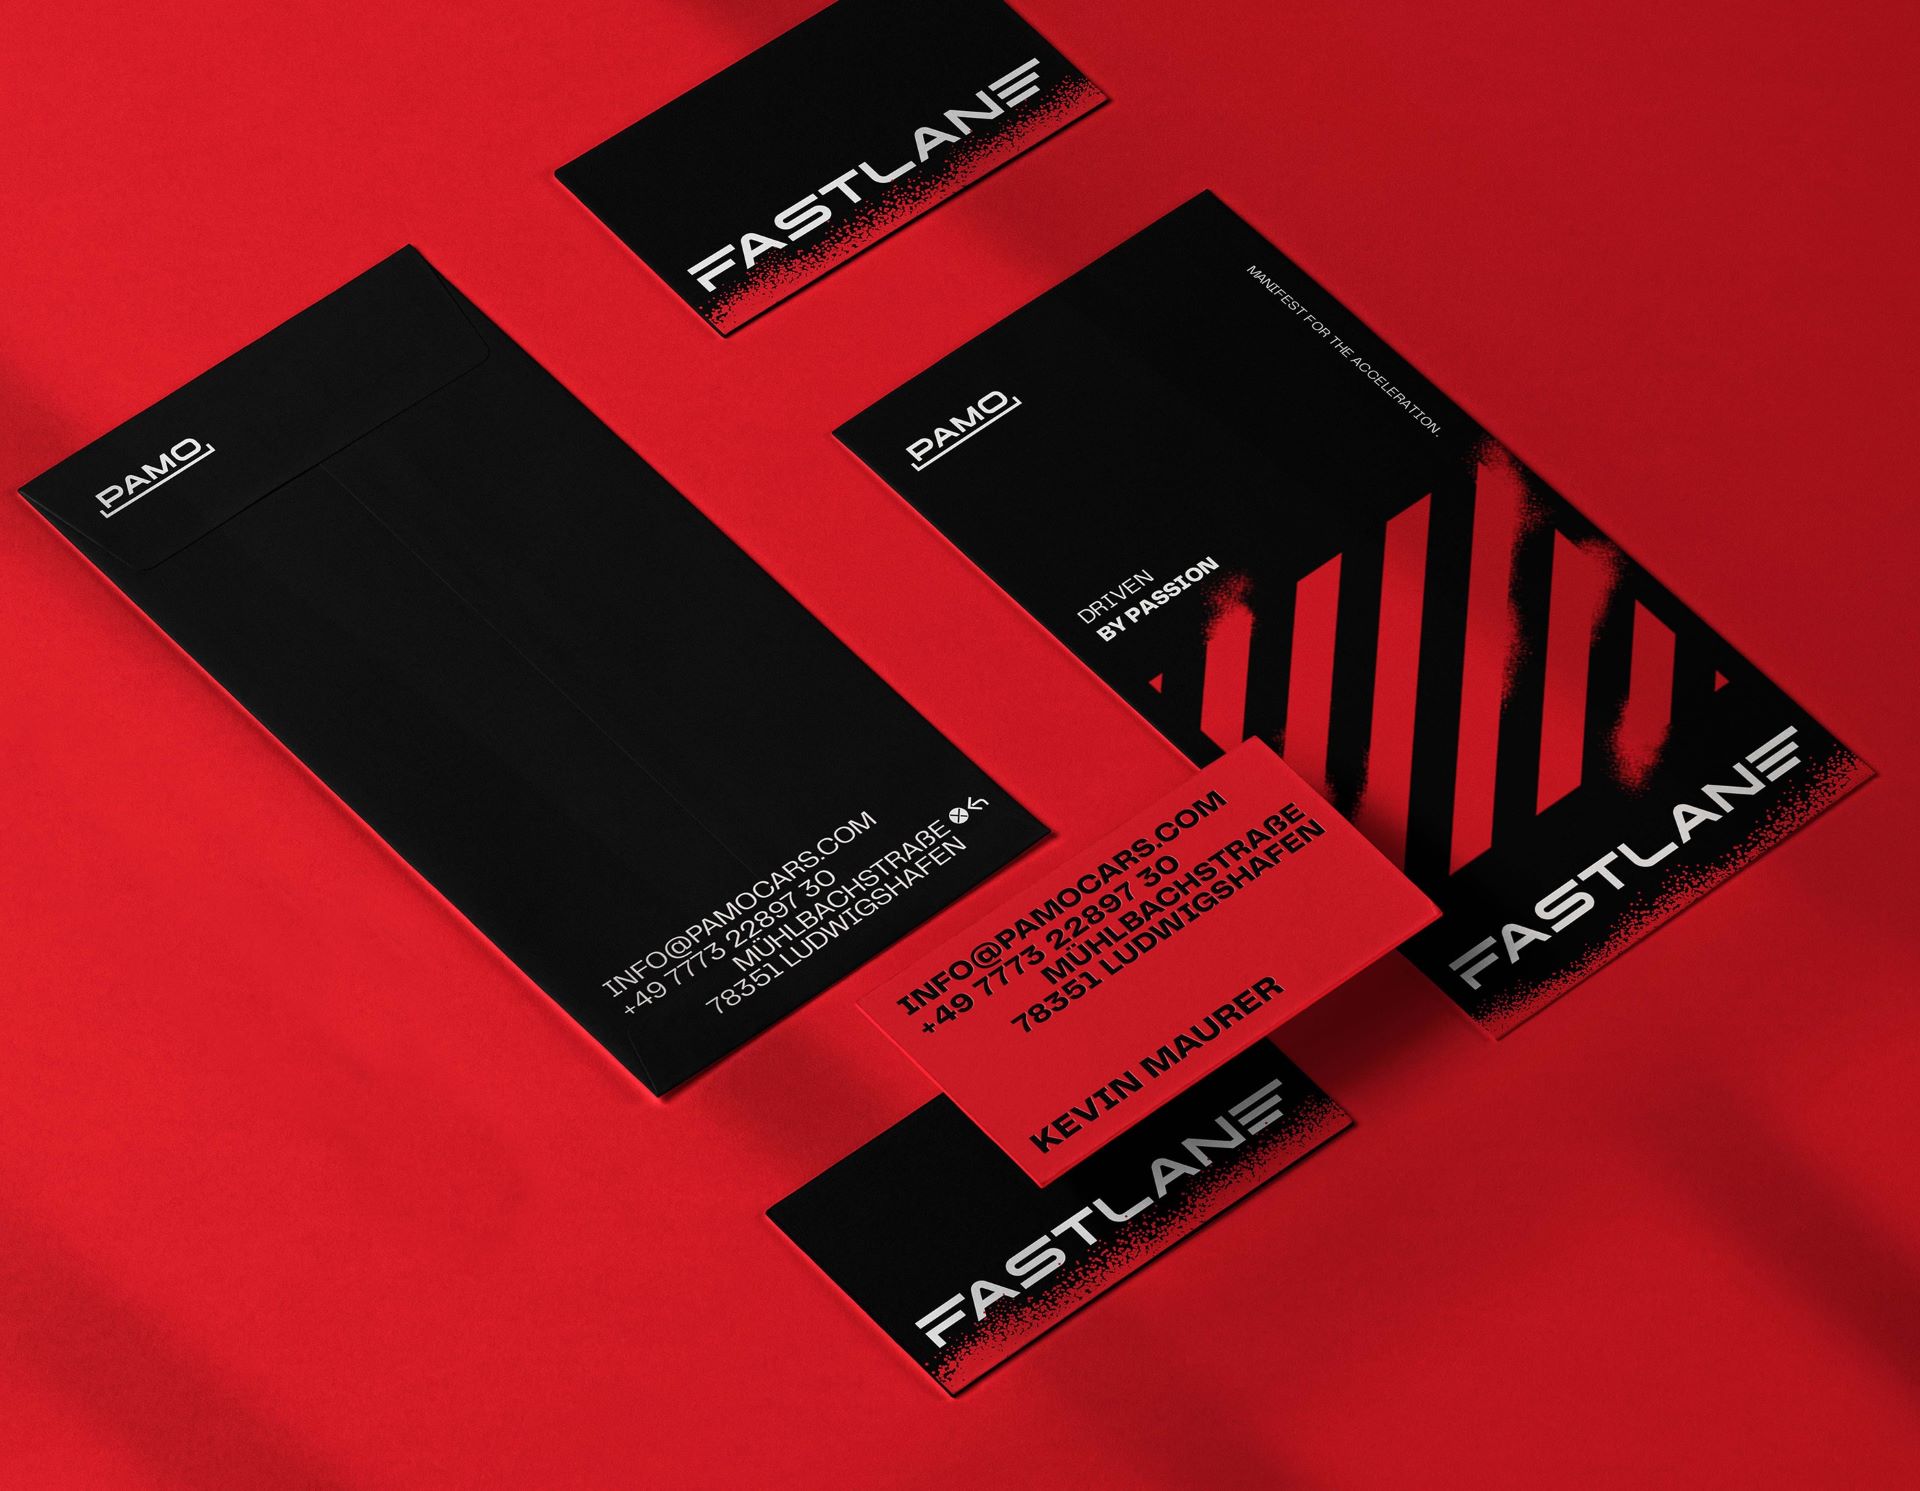 FASTLANE
PAMO
INFO@PAMOCARS.COM
+49 7773 22897 30
MÜHLBACHSTRAẞE
78351 LUDWIGSHAFEN
PAMO
MANIFEST FOR THE ACCELERATION.
DRIVEN
BY PASSION
FASTLANE
INFO@PAMOCARS.COM
+49 7773 22897 30
MÜHLBACHSTRAẞE
78351 LUDWIGSHAFEN
KEVIN MAURER
FASTLANE